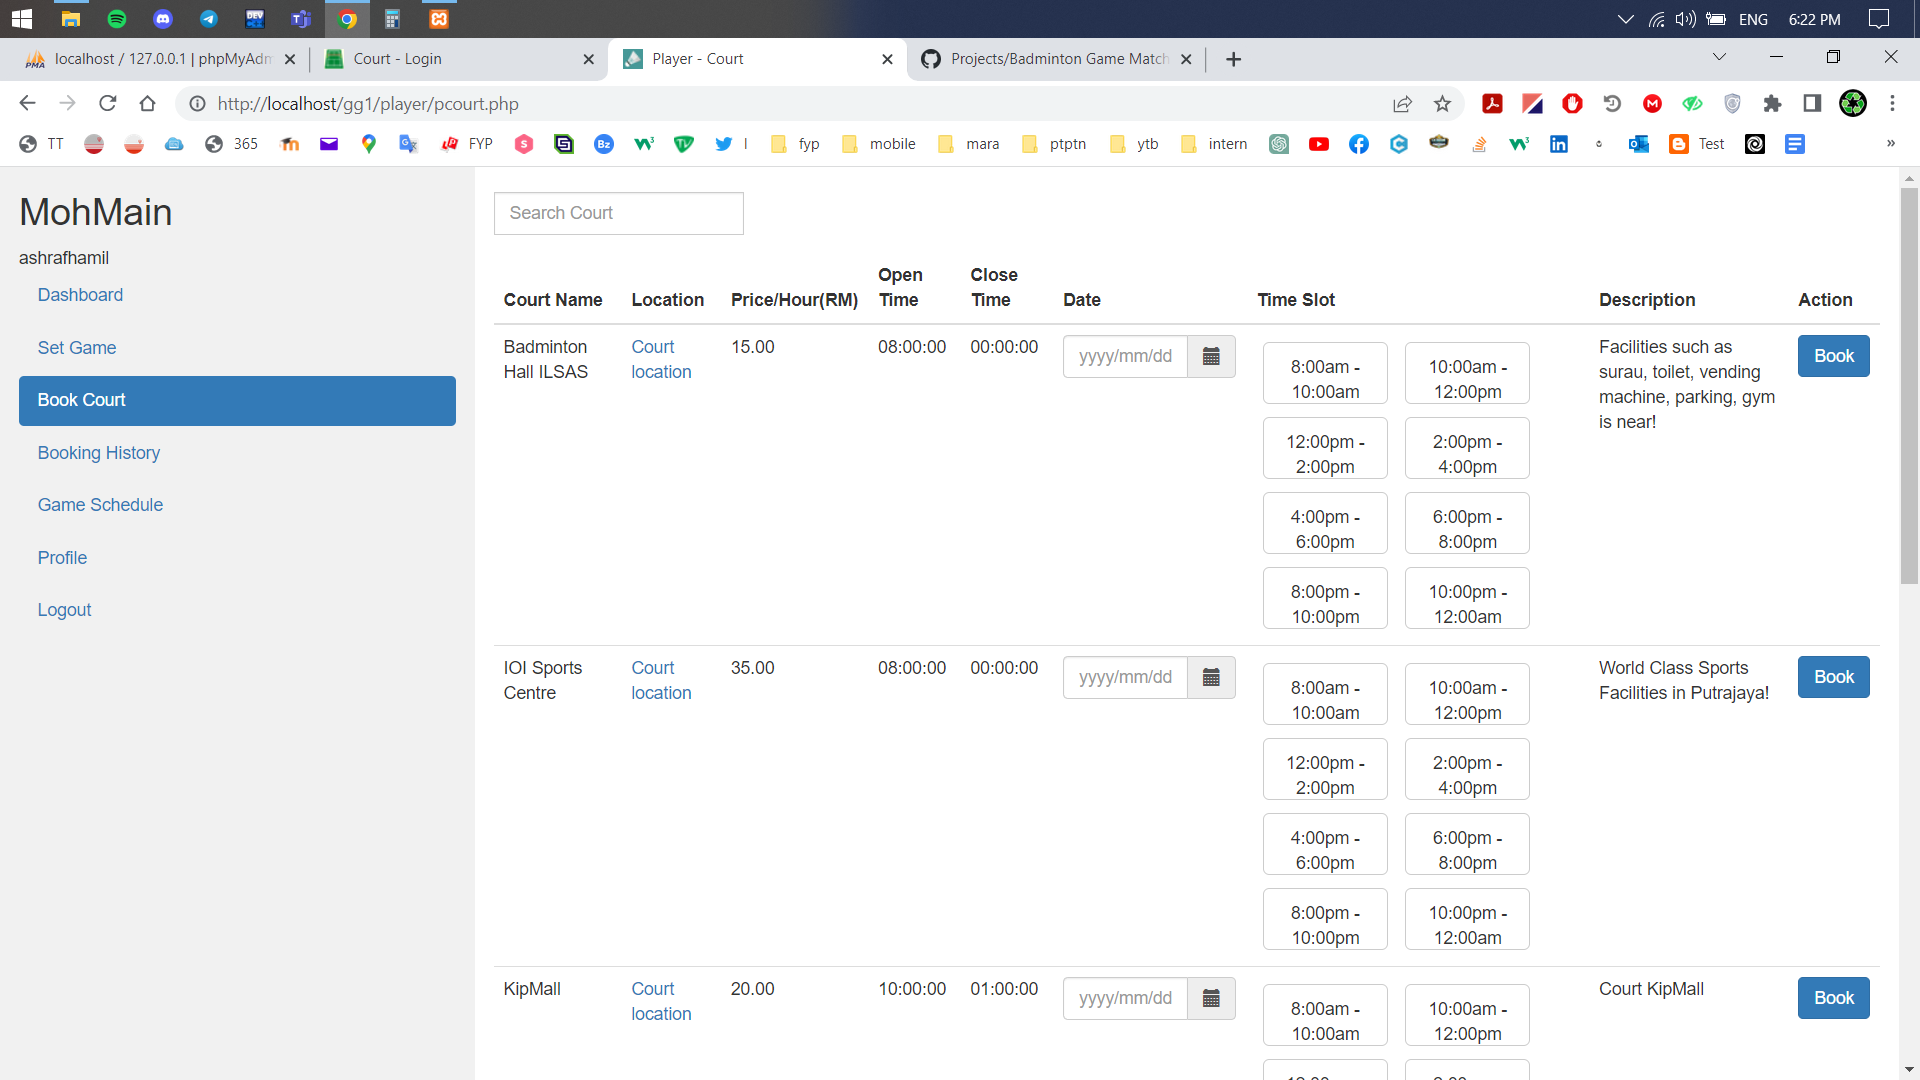 ENG
6:22 PM
localhost / 127.0.0.1 | phpMyAdm
Court - Login
Player - Court
Projects/Badminton Game Match
http://localhost/gg1/player/pcourt.php
TT
365
FYP
I
fyp
mobile
mara
ptptn
ytb
intern
Test
MohMain
ashrafhamil
Dashboard
Set Game
Book Court
Booking History
Game Schedule
Profile
Logout
Search Court
Court Name Location Price/Hour(RM) Open Time Close Time Date Time Slot Description Action
Badminton Hall ILSAS
Court location
15.00
08:00:00
00:00:00
yyyy/mm/dd
8:00am - 10:00am
10:00am - 12:00pm
12:00pm - 2:00pm
2:00pm - 4:00pm
4:00pm - 6:00pm
6:00pm - 8:00pm
8:00pm - 10:00pm
10:00pm - 12:00am
Facilities such as
surau, toilet, vending
machine, parking, gym
is near!
Book
IOI Sports Centre
Court location
35.00
08:00:00
00:00:00
yyyy/mm/dd
8:00am - 10:00am
10:00am - 12:00pm
12:00pm - 2:00pm
2:00pm - 4:00pm
4:00pm - 6:00pm
6:00pm - 8:00pm
8:00pm - 10:00pm
10:00pm - 12:00am
World Class Sports
Facilities in Putrajaya!
Book
KipMall
Court location
20.00
10:00:00
01:00:00
yyyy/mm/dd
8:00am - 10:00am
10:00am - 12:00pm
Court KipMall
Book